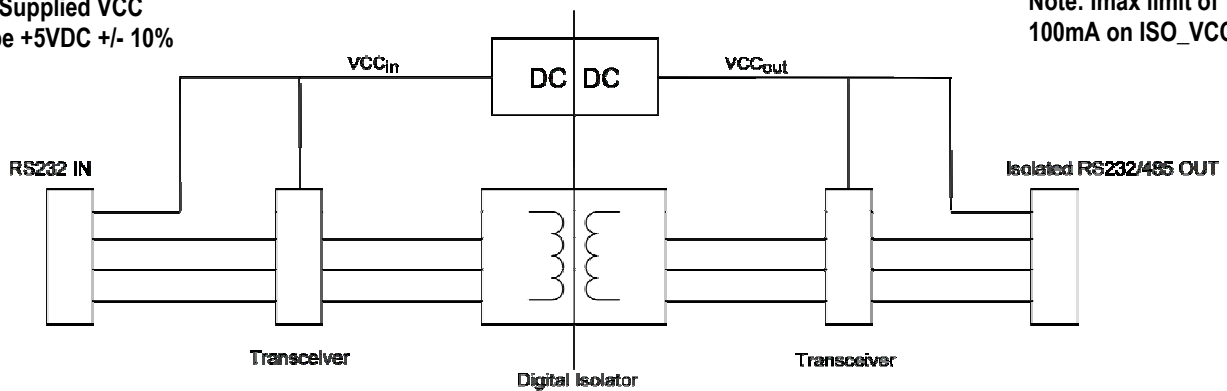 Supplied VCC
be +5VDC +/- 10%
Note: Imax limit of
100mA on ISO_VCC
VCCin
DC DC
VCCout
RS232 IN
Isolated RS232/485 OUT
Transceiver
Transceiver
Digital Isolator